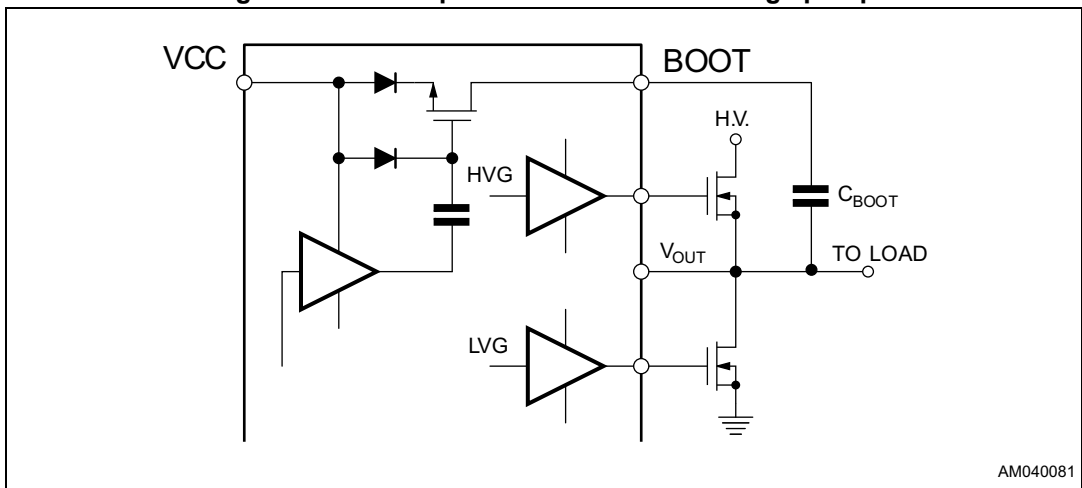 VCC
BOOT
H.V.
HVG
C_BOOT
V_OUT
TO LOAD
LVG
AM040081